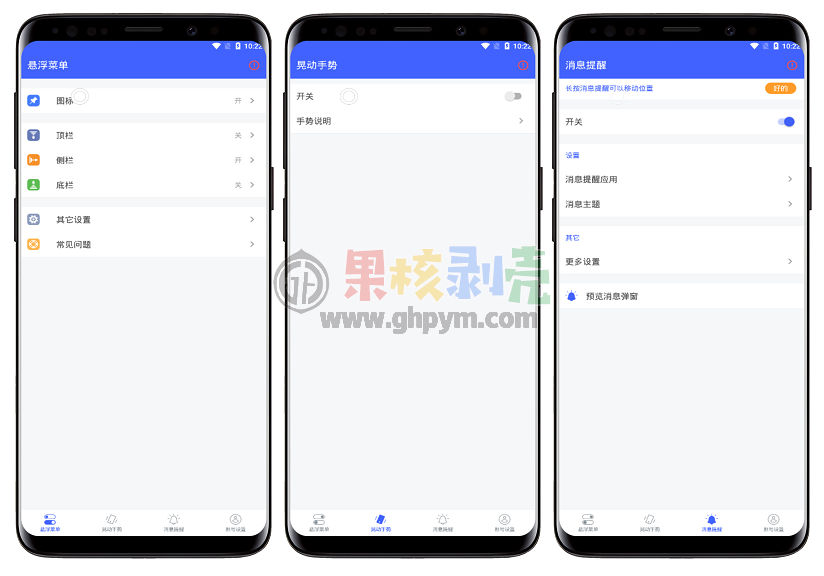 10:22
悬浮菜单
图标
开
顶栏
关
侧栏
开
底栏
关
其它设置
常见问题
悬浮菜单
晃动手势
消息提醒
账号设置
10:22
晃动手势
开关
手势说明
悬浮菜单
晃动手势
消息提醒
账号设置
10:22
消息提醒
长按消息提醒可以移动位置
好的
开关
设置
消息提醒应用
消息主题
其它
更多设置
预览消息弹窗
悬浮菜单
晃动手势
消息提醒
账号设置
果核剥壳
www.ghpym.com